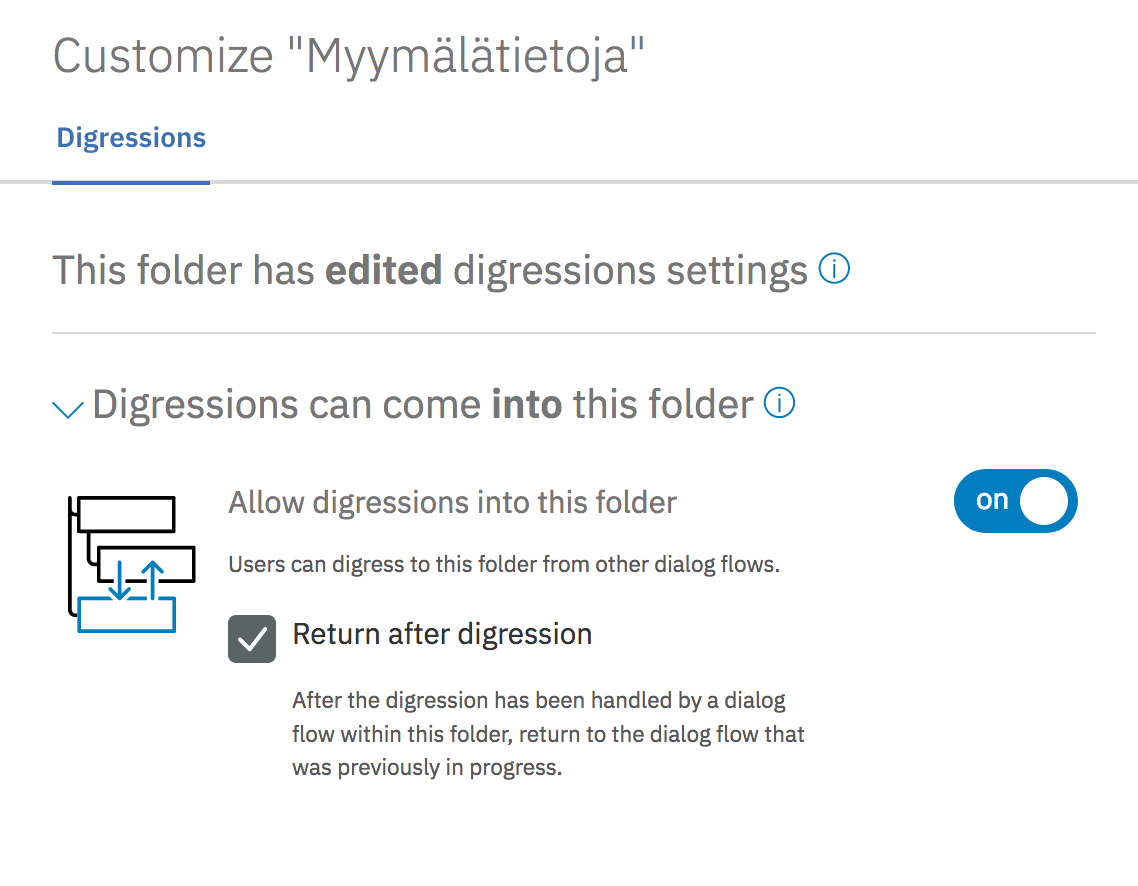 Customize "Myymälätietoja"
Digressions
This folder has edited digressions settings
Digressions can come into this folder
Allow digressions into this folder
on
Users can digress to this folder from other dialog flows.
Return after digression
After the digression has been handled by a dialog
flow within this folder, return to the dialog flow that
was previously in progress.